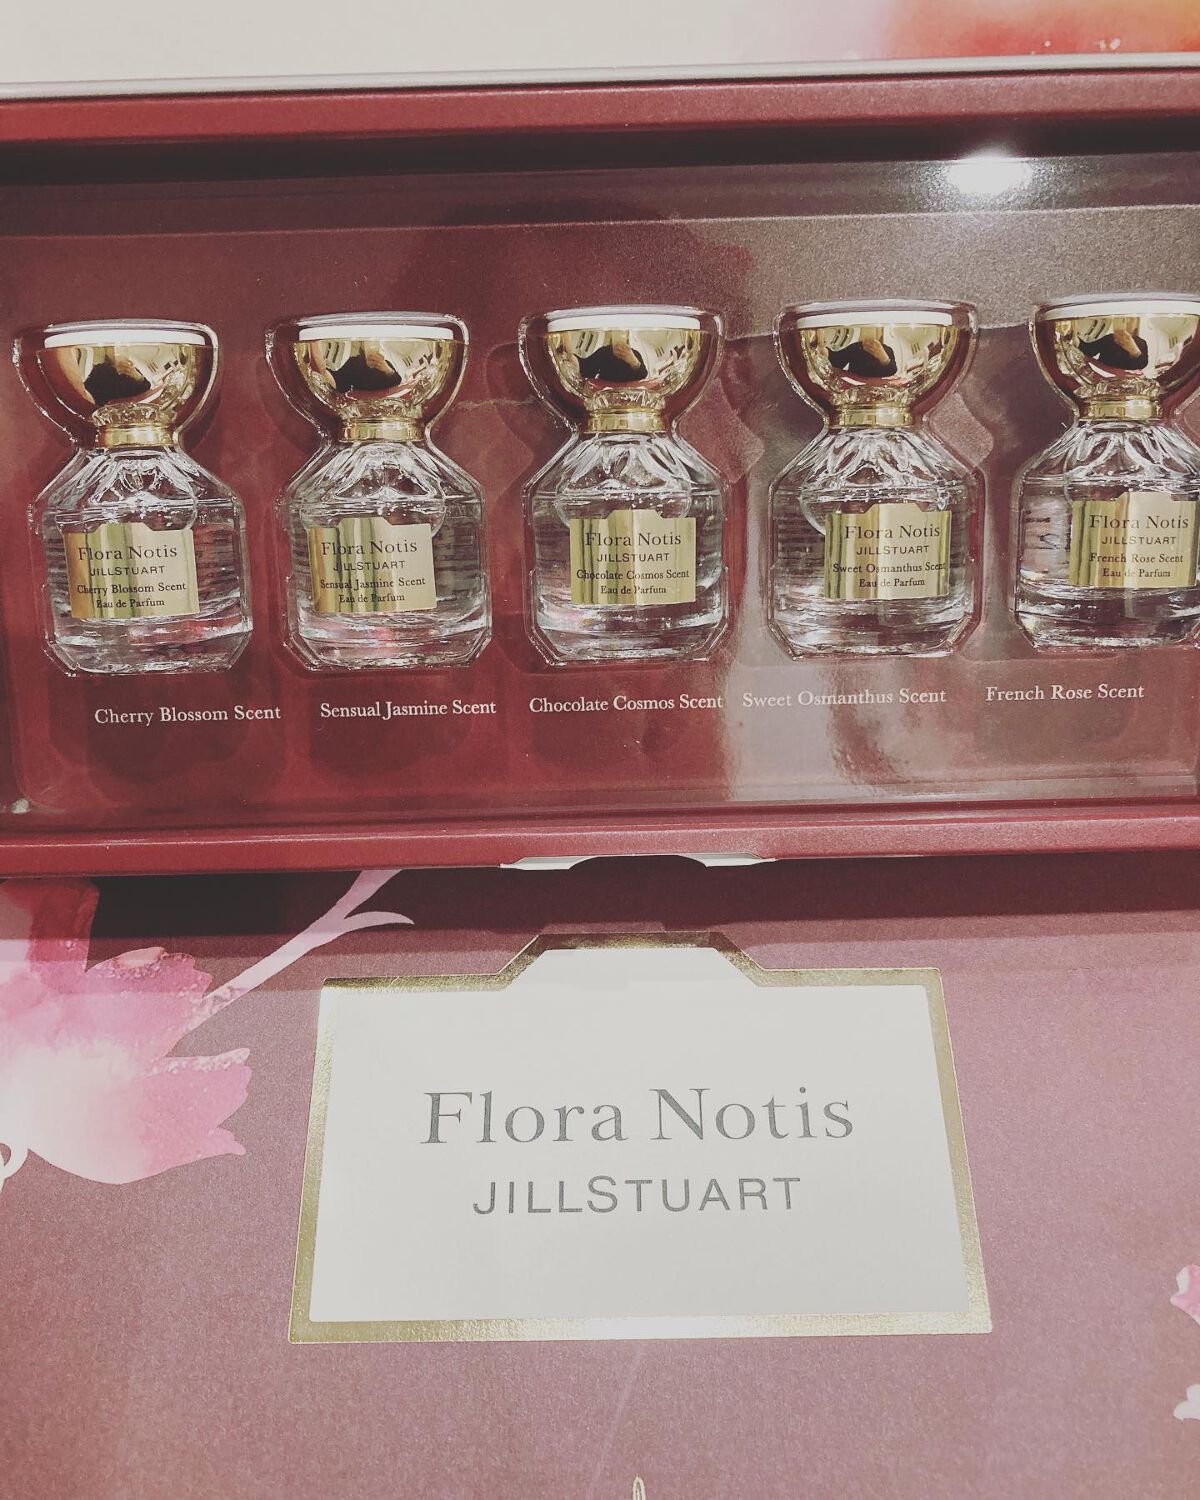 Flora Notis
JILLSTUART
Cherry Blossom Scent
Eau de Parfum
Flora Notis
JILLSTUART
Sensual Jasmine Scent
Eau de Parfum
Flora Notis
JILLSTUART
Chocolate Cosmos Scent
Eau de Parfum
Flora Notis
JILLSTUART
Sweet Osmanthus Scent
Eau de Parfum
Flora Notis
JILLSTUART
French Rose Scent
Eau de Parfum
Cherry Blossom Scent
Sensual Jasmine Scent
Chocolate Cosmos Scent
Sweet Osmanthus Scent
French Rose Scent
Flora Notis
JILLSTUART